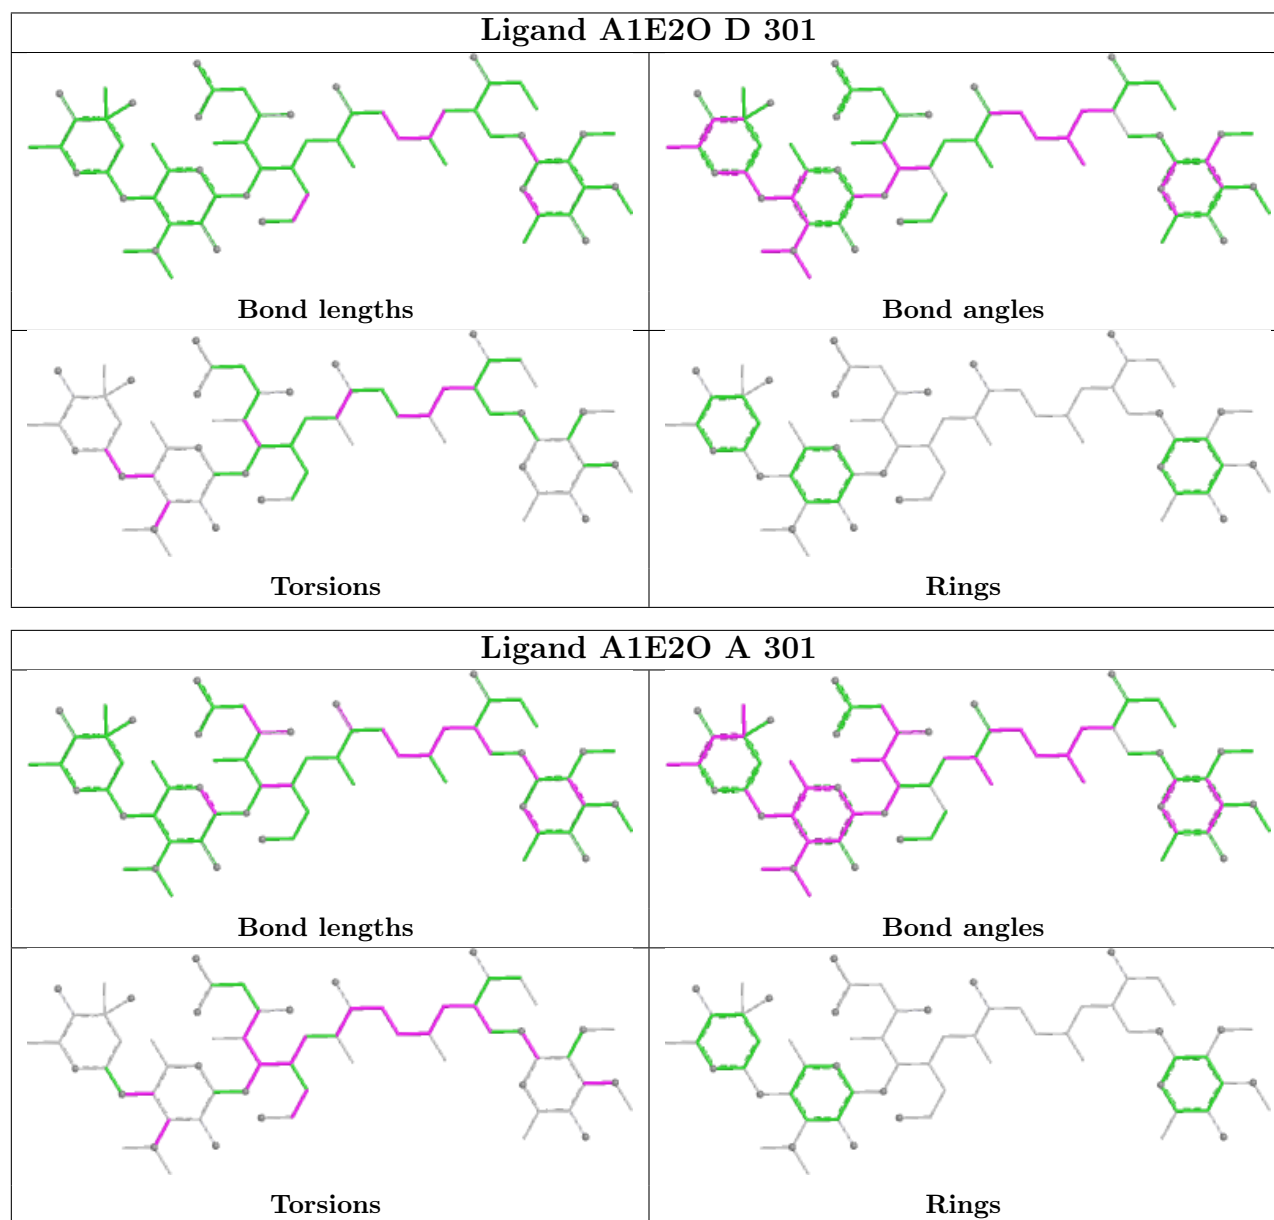 Ligand A1E2O D 301
Bond lengths
Bond angles
Torsions
Rings
Ligand A1E2O A 301
Bond lengths
Bond angles
Torsions
Rings